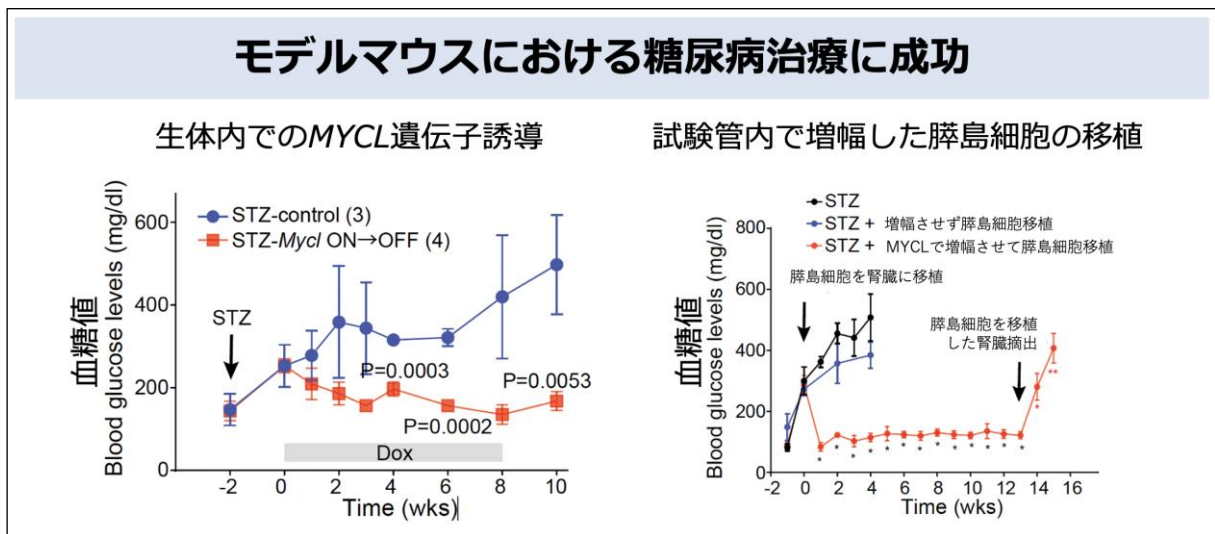 モデルマウスにおける糖尿病治療に成功
生体内でのMYCL遺伝子誘導
血糖値
Blood glucose levels (mg/dl)
600
400
200
0
STZ-control (3)
STZ-Mycl ON→OFF (4)
STZ
P=0.0003
P=0.0053
P=0.0002
Dox
-2 0 2 4 6 8 10
Time (wks)
試験管内で増幅した膵島細胞の移植
血糖値
Blood glucose levels (mg/dl)
800
600
400
200
0
STZ
STZ + 増幅させず膵島細胞移植
STZ + MYCLで増幅させて膵島細胞移植
膵島細胞を腎臓に移植
膵島細胞を移植
した腎臓摘出
* * * * * * * * * * * * * * **
-2 0 2 4 6 8 10 12 14 16
Time (wks)